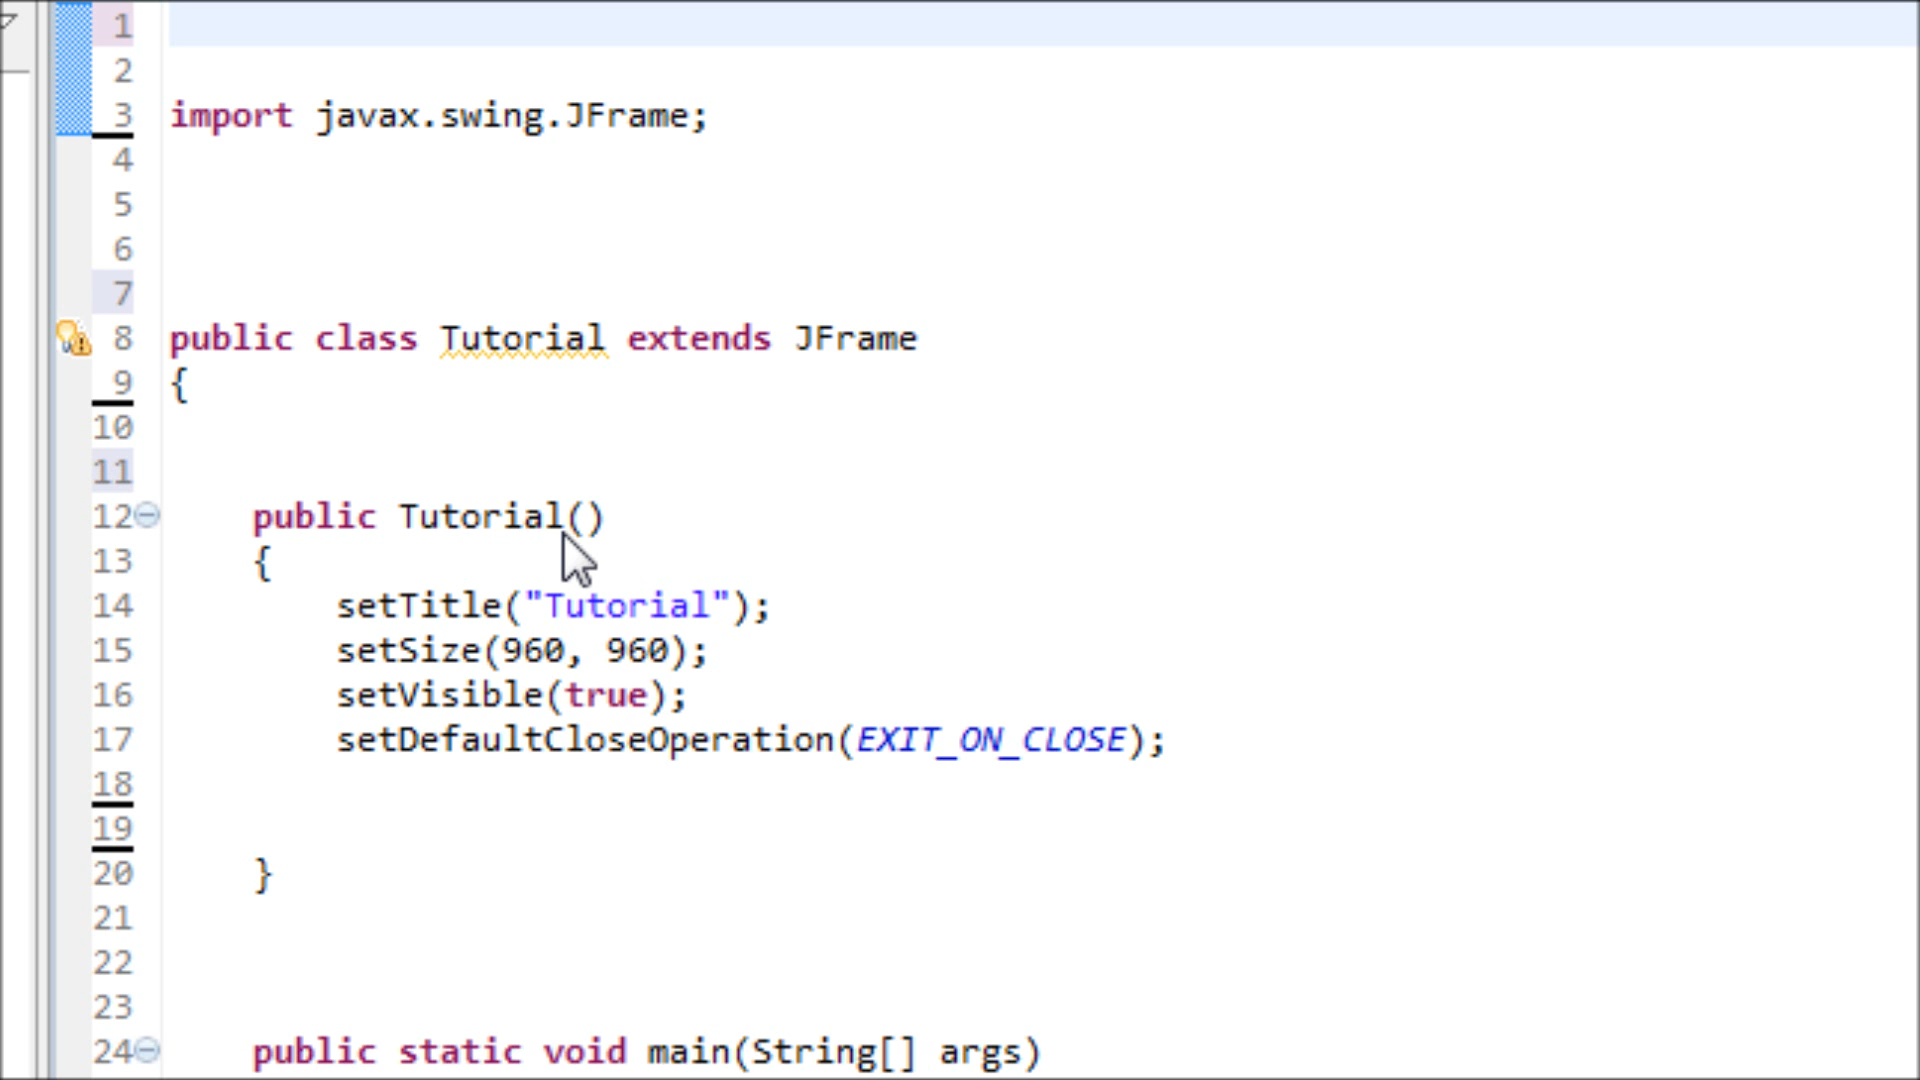 1
2
3 import javax.swing.JFrame;
4
5
6
7
8 public class Tutorial extends JFrame
9 {
10
11
12     public Tutorial()
13     {
14         setTitle("Tutorial");
15         setSize(960, 960);
16         setVisible(true);
17         setDefaultCloseOperation(EXIT_ON_CLOSE);
18
19
20     }
21
22
23
24     public static void main(String[] args)